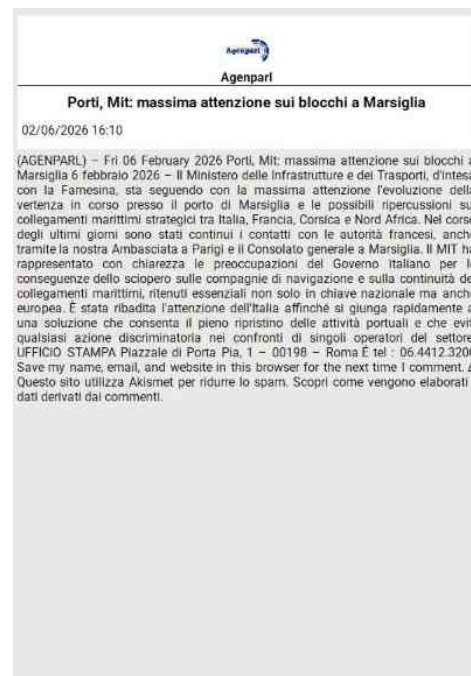 Agenparl
Agenparl
Porti, Mit: massima attenzione sui blocchi a Marsiglia
02/06/2026 16:10
(AGENPARL) – Fri 06 February 2026 Porti, Mit: massima attenzione sui blocchi a
Marsiglia 6 febbraio 2026 – Il Ministero delle Infrastrutture e dei Trasporti, d'intesa
con la Farnesina, sta seguendo con la massima attenzione l'evoluzione della
vertenza in corso presso il porto di Marsiglia e le possibili ripercussioni su
collegamenti marittimi strategici tra Italia, Francia, Corsica e Nord Africa. Nel corso
degli ultimi giorni sono stati continui i contatti con le autorità francesi, anche
tramite la nostra Ambasciata a Parigi e il Consolato generale a Marsiglia. Il MIT ha
rappresentato con chiarezza le preoccupazioni del Governo italiano per le
conseguenze dello sciopero sulle compagnie di navigazione e sulla continuità dei
collegamenti marittimi, ritenuti essenziali non solo in chiave nazionale ma anche
europea. È stata ribadita l'attenzione dell'Italia affinché si giunga rapidamente a
una soluzione che consenta il pieno ripristino delle attività portuali e che eviti
qualsiasi azione discriminatoria nei confronti di singoli operatori del settore.
UFFICIO STAMPA Piazzale di Porta Pia, 1 – 00198 – Roma É tel : 06.4412.3200
Save my name, email, and website in this browser for the next time I comment.
Questo sito utilizza Akismet per ridurre lo spam. Scopri come vengono elaborati i
dati derivati dai commenti.